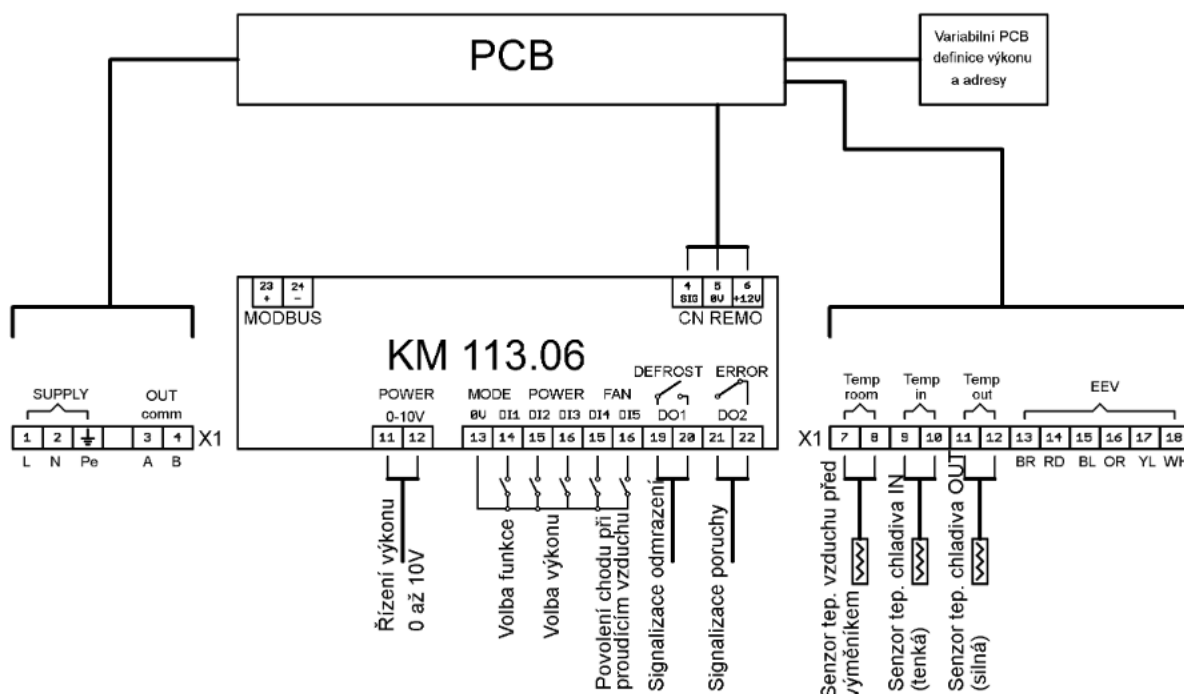 PCB
Variabilní PCB
definice výkonu
a adresy
23 24
+ -
MODBUS
4 5 6
SIG 0V +12V
CN REMO
KM 113.06
SUPPLY
OUT
comm
1 2 3 4 X1
L N Pe A B
POWER
0-10V
11 12
MODE POWER FAN
0V DI1 DI2 DI3 DI4 DI5
13 14 15 16 15 16
DEFROST ERROR
DO1 DO2
19 20 21 22
Řízení výkonu
0 až 10V
Volba funkce
Volba výkonu
Povolení chodu při
proudícím vzduchu
Signalizace odmrazení
Signalizace poruchy
Temp
room
Temp
in
Temp
out
EEV
X1 7 8 9 10 11 12 13 14 15 16 17 18
BR RD BL OR YL WH
Senzor tep. vzduchu před
výměníkem
Senzor tep. chladiva IN
(tenká)
Senzor tep. chladiva OUT
(silná)